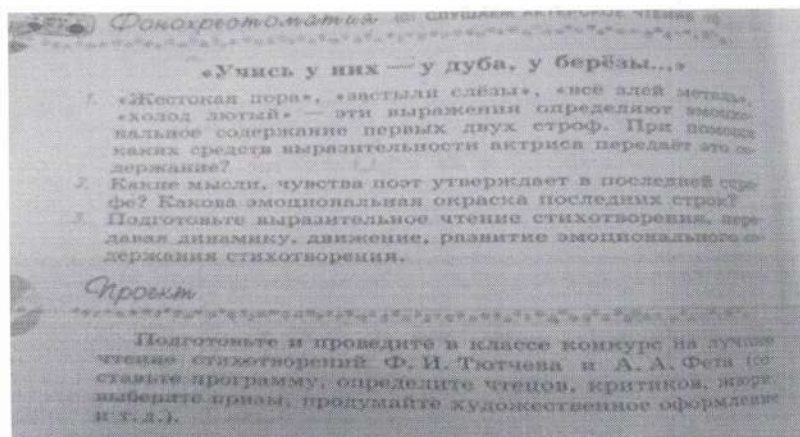 Фонохрестоматия (СЛУШАЕМ АКТЁРСКОЕ ЧТЕНИЕ)
«Учись у них — у дуба, у берёзы...»
1. «Жестокая пора», «застыли слёзы», «всё злей метель»,
«холод лютый» — эти выражения определяют эмоцио-
нальное содержание первых двух строф. При помощи
каких средств выразительности актриса передаёт это со-
держание?
2. Какие мысли, чувства поэт утверждает в последней стро-
фе? Какова эмоциональная окраска последних строк?
3. Подготовьте выразительное чтение стихотворения, пере-
давая динамику, движение, развитие эмоционального со-
держания стихотворения.
Проект
Подготовьте и проведите в классе конкурс на лучшее
чтение стихотворений Ф. И. Тютчева и А. А. Фета (со-
ставьте программу, определите чтецов, критиков, жюри,
выберите призы, продумайте художественное оформление
и т. д.).